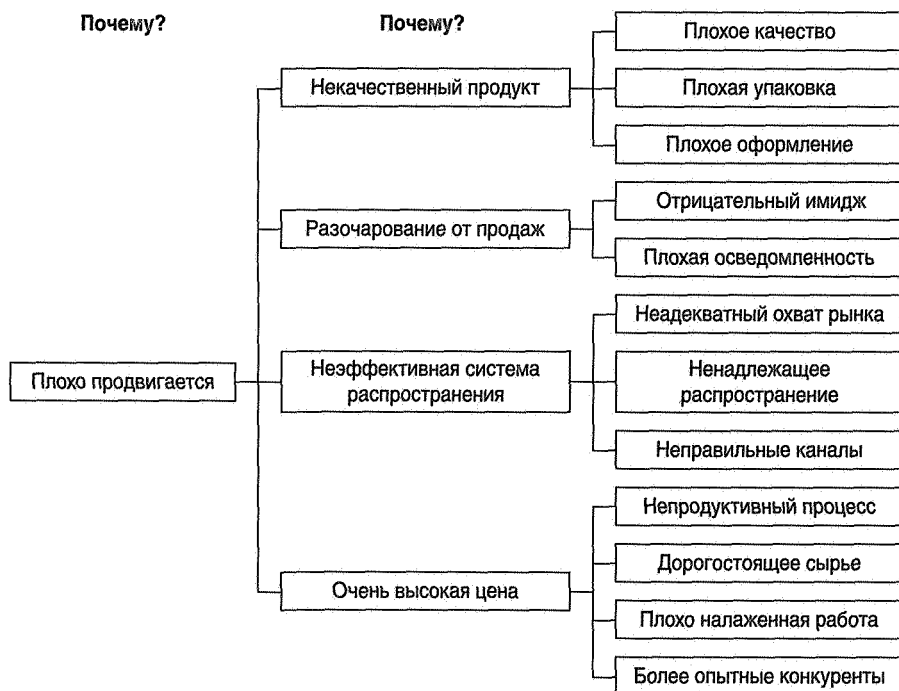 Почему?
Почему?
Плохо продвигается
Некачественный продукт
Плохое качество
Плохая упаковка
Плохое оформление
Разочарование от продаж
Отрицательный имидж
Плохая осведомленность
Неэффективная система
распространения
Неадекватный охват рынка
Ненадлежащее
распространение
Неправильные каналы
Очень высокая цена
Непродуктивный процесс
Дорогостоящее сырье
Плохо налаженная работа
Более опытные конкуренты